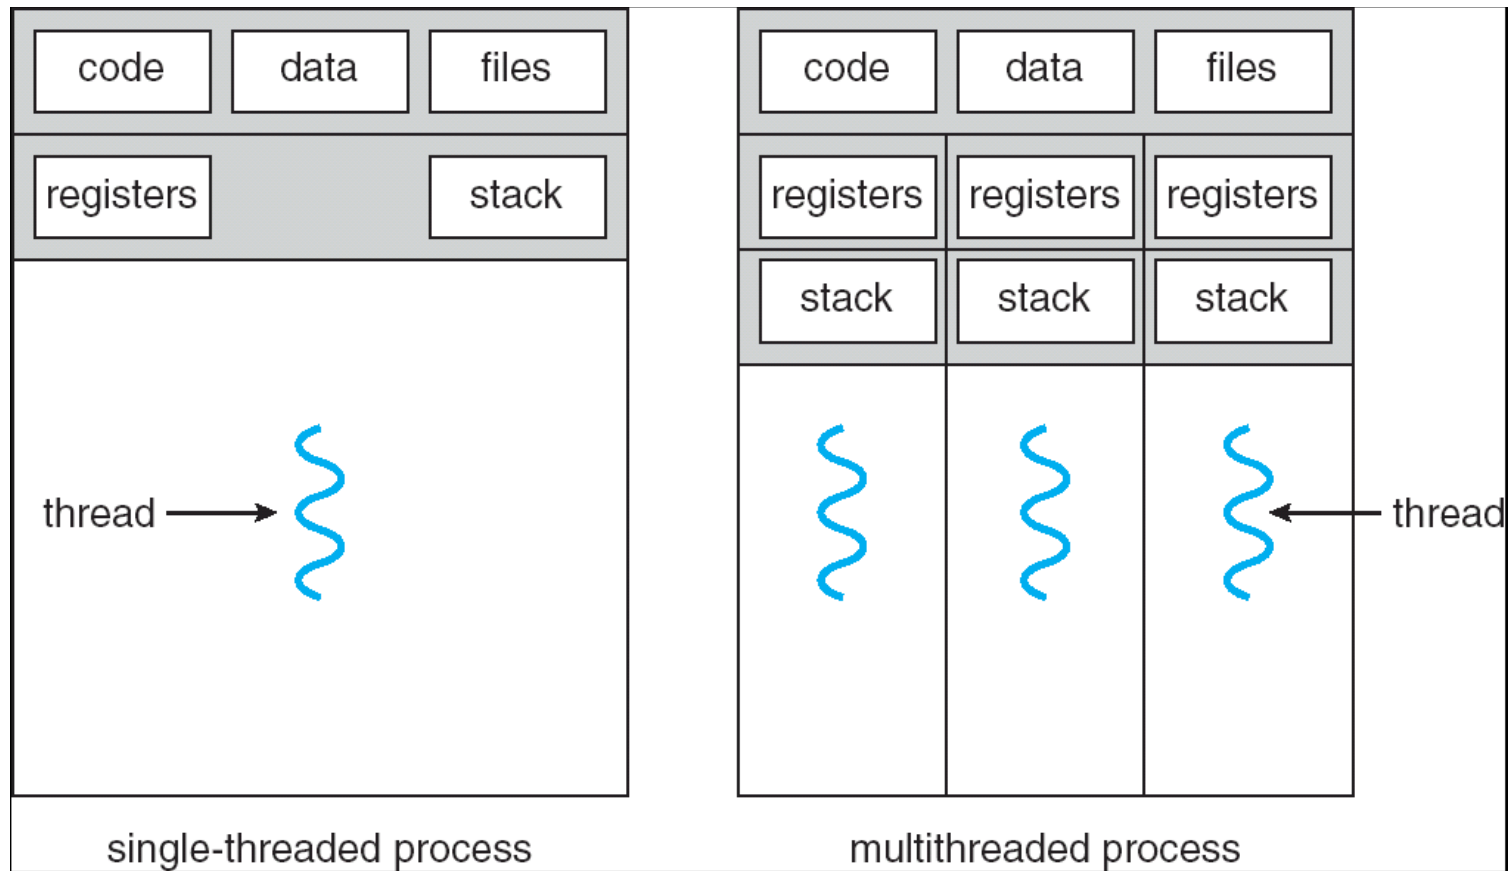 code data files
registers stack
thread
single-threaded process
code data files
registers registers registers
stack stack stack
thread
multithreaded process